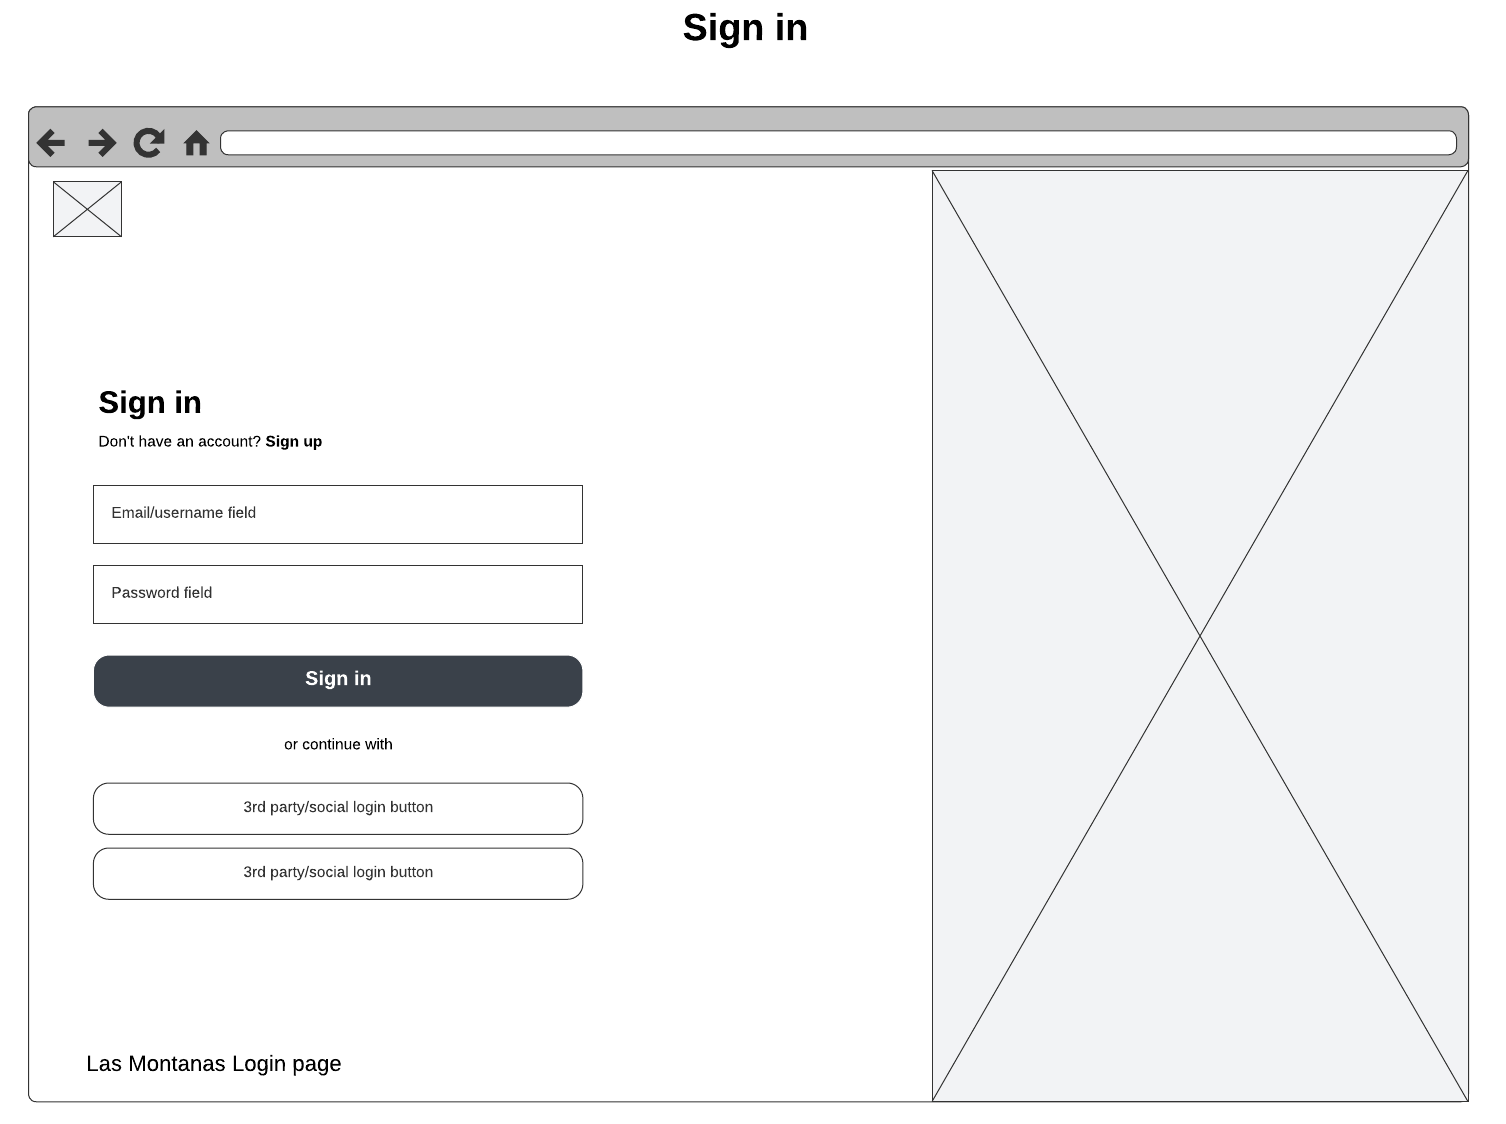 Sign in
Sign in
Don't have an account? Sign up
Email/username field
Password field
Sign in
or continue with
3rd party/social login button
3rd party/social login button
Las Montanas Login page